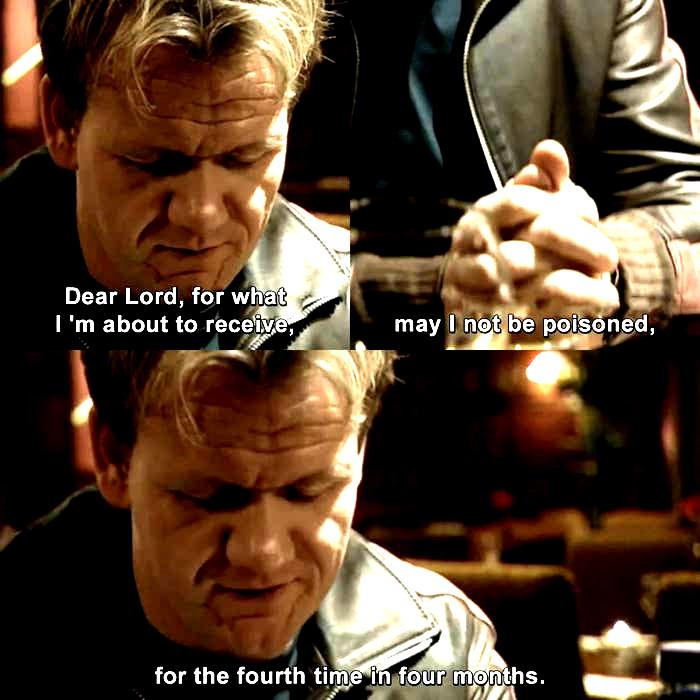 Dear Lord, for what
I 'm about to receive,
may I not be poisoned,
for the fourth time in four months.